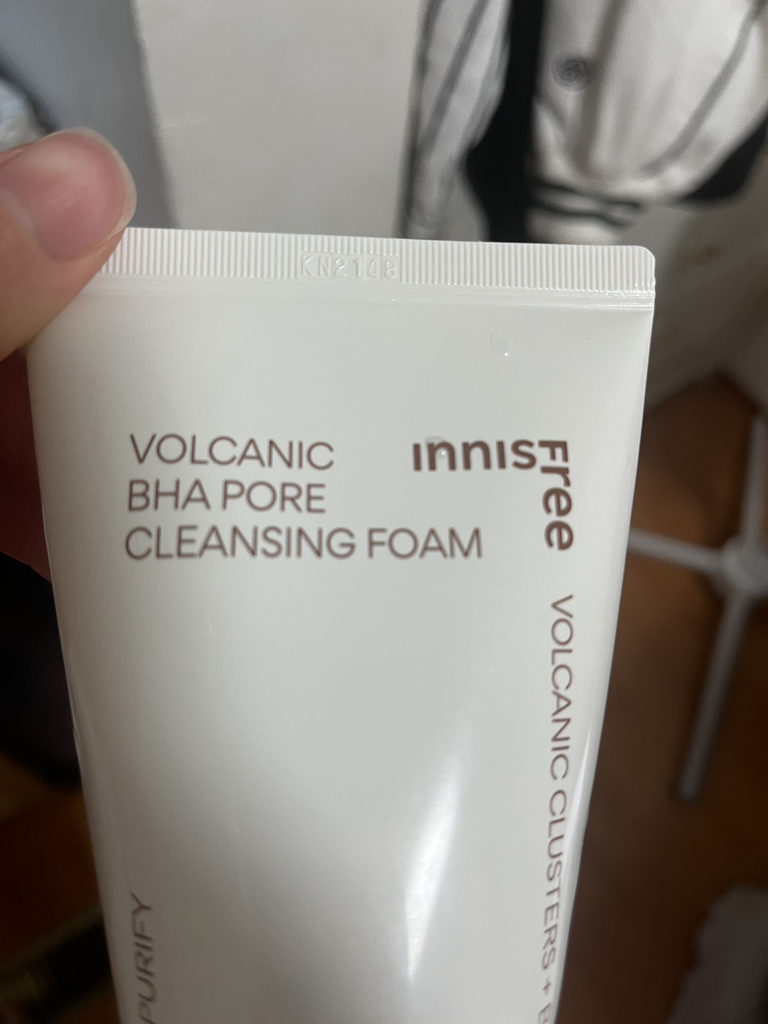 KN2148
VOLCANIC
BHA PORE
CLEANSING FOAM
innisFree
VOLCANIC CLUSTERS +
PURIFY